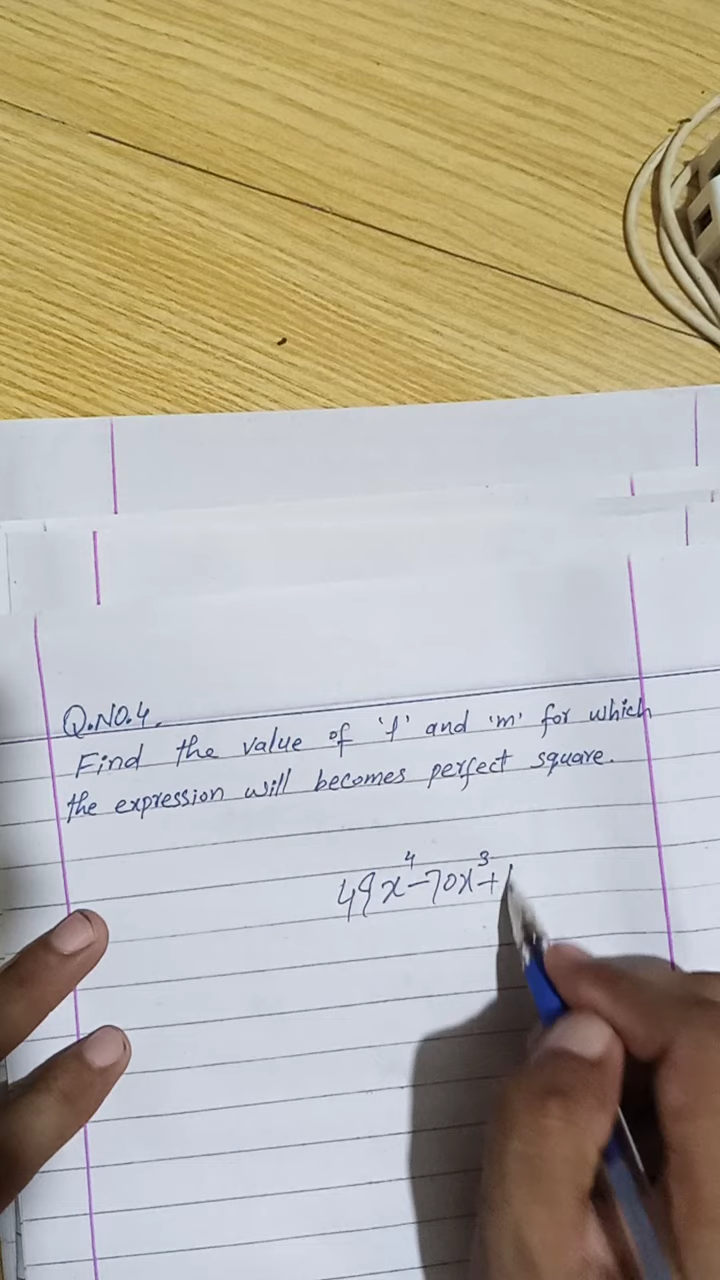 Q.NO.4.
Find the value of 'l' and 'm' for which
the expression will becomes perfect square.
49x⁴-70x³+